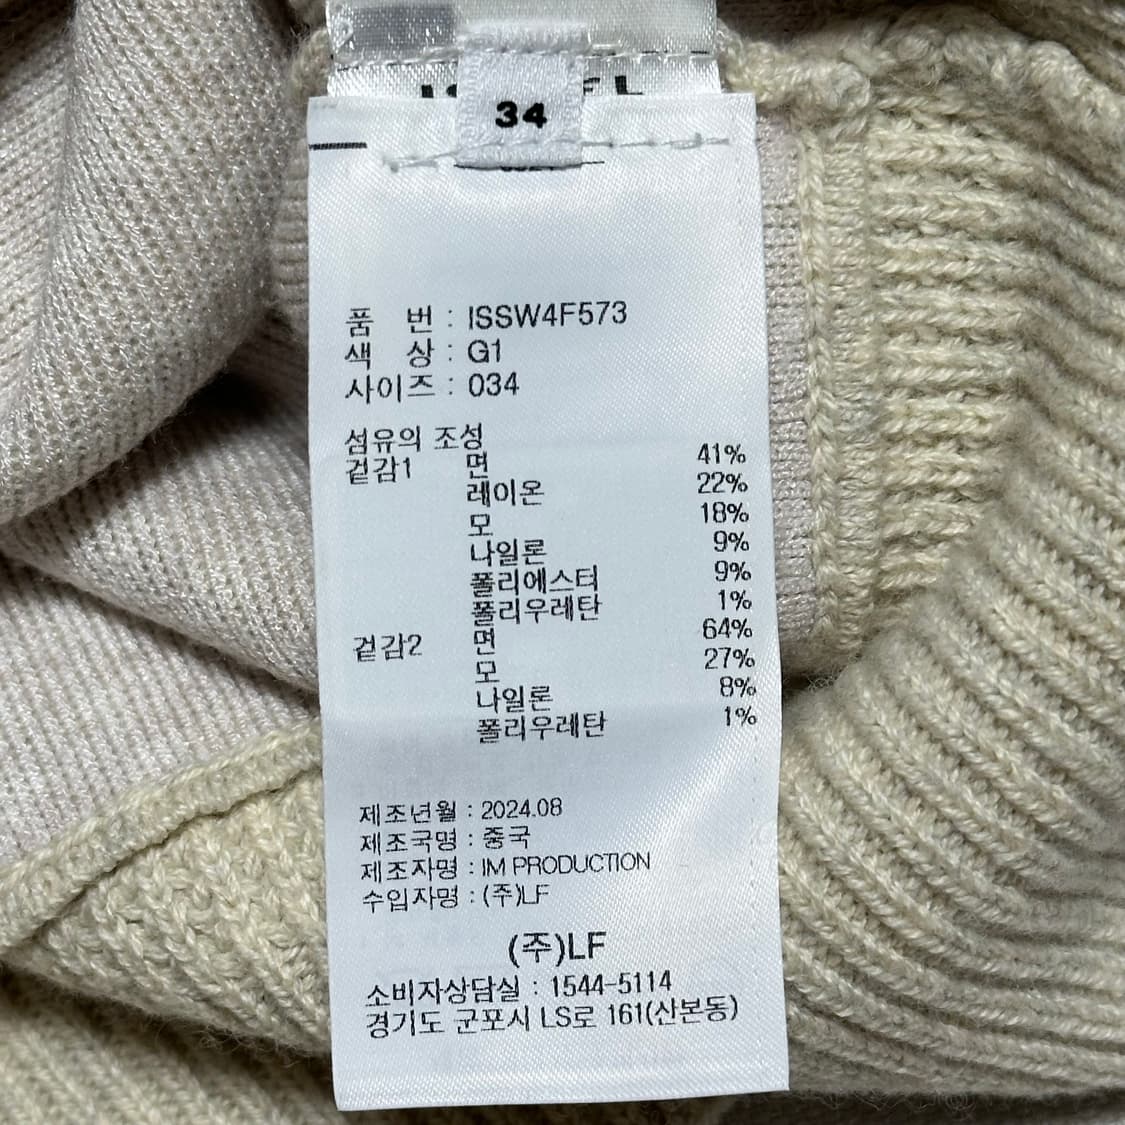 34
품 번 : ISSW4F573
색 상 : G1
사이즈 : 034
섬유의 조성
겉감1 면 41%
레이온 22%
모 18%
나일론 9%
폴리에스터 9%
폴리우레탄 1%
겉감2 면 64%
모 27%
나일론 8%
폴리우레탄 1%
제조년월 : 2024.08
제조국명 : 중국
제조자명 : IM PRODUCTION
수입자명 : (주)LF
(주)LF
소비자상담실 : 1544-5114
경기도 군포시 LS로 161(산본동)